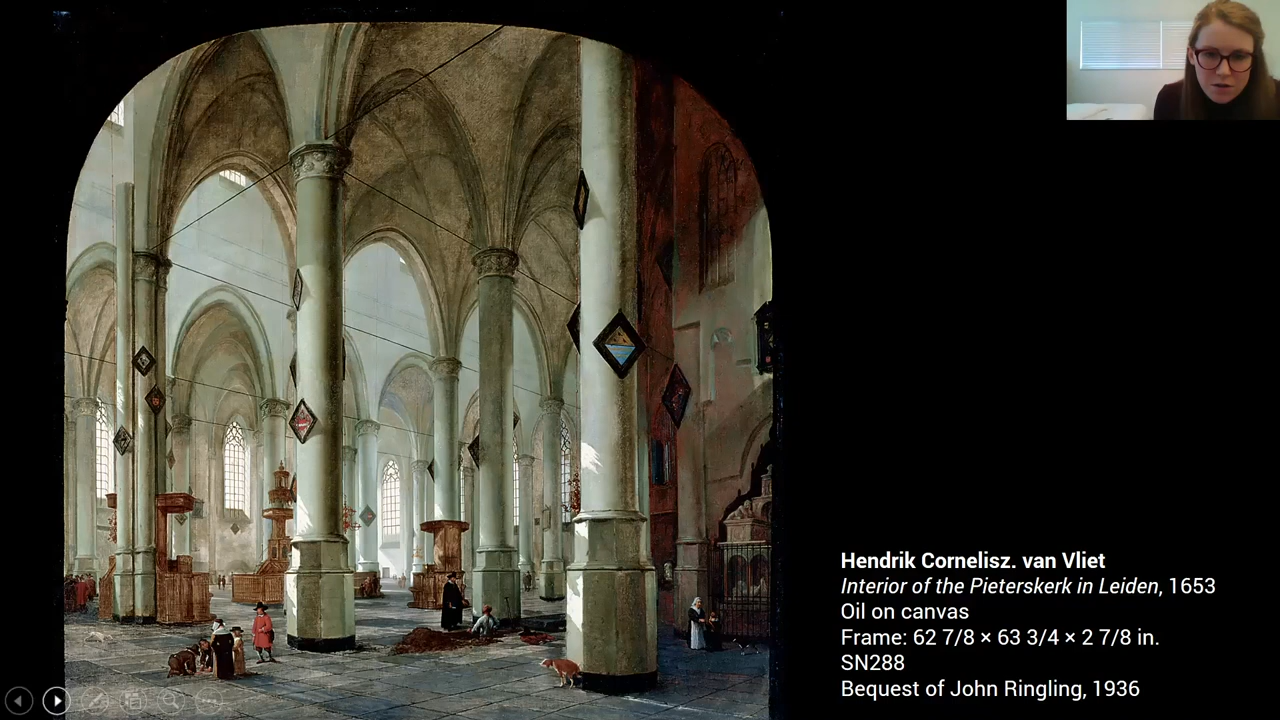 Hendrik Cornelisz. van Vliet
Interior of the Pieterskerk in Leiden, 1653
Oil on canvas
Frame: 62 7/8 × 63 3/4 × 2 7/8 in.
SN288
Bequest of John Ringling, 1936